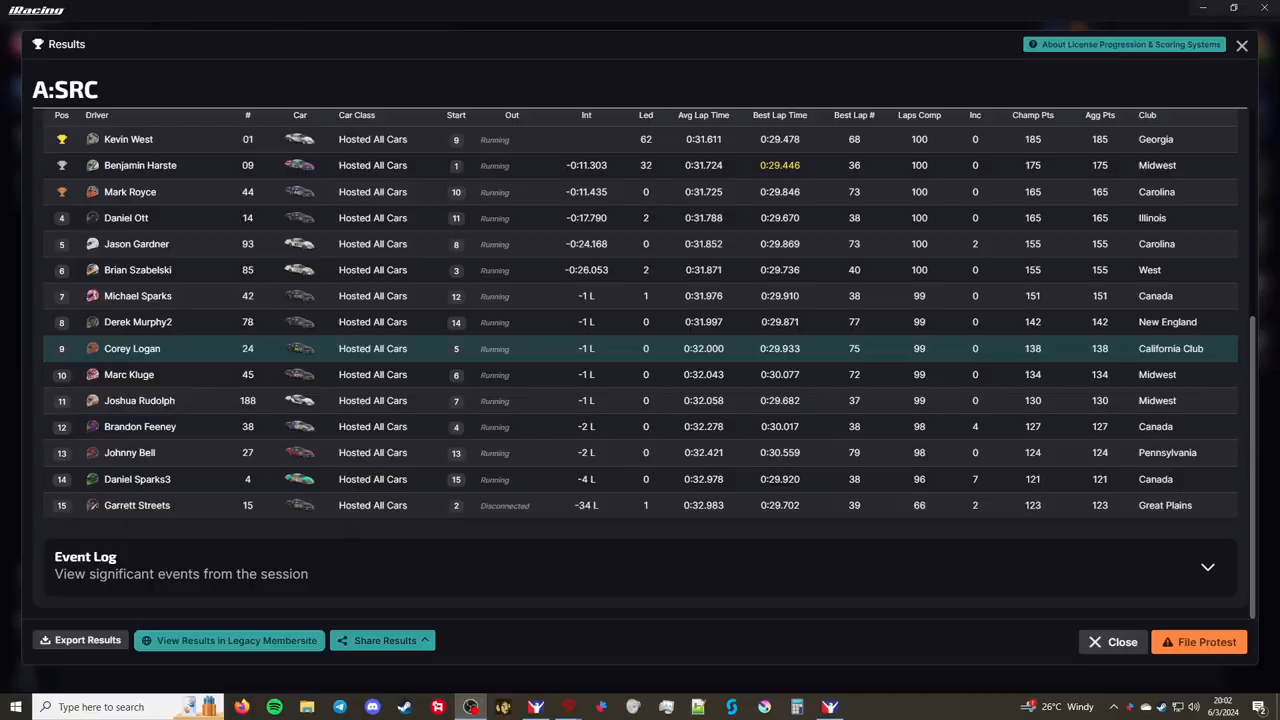 iRacing
Results
About License Progression & Scoring Systems
A:SRC
Pos Driver # Car Car Class Start Out Int Led Avg Lap Time Best Lap Time Best Lap # Laps Comp Inc Champ Pts Agg Pts Club
Kevin West 01 Hosted All Cars 9 Running 62 0:31.611 0:29.478 68 100 0 185 185 Georgia
Benjamin Harste 09 Hosted All Cars 1 Running -0:11.303 32 0:31.724 0:29.446 36 100 0 175 175 Midwest
Mark Royce 44 Hosted All Cars 10 Running -0:11.435 0 0:31.725 0:29.846 73 100 0 165 165 Carolina
4 Daniel Ott 14 Hosted All Cars 11 Running -0:17.790 2 0:31.788 0:29.670 38 100 0 165 165 Illinois
5 Jason Gardner 93 Hosted All Cars 8 Running -0:24.168 0 0:31.852 0:29.869 73 100 2 155 155 Carolina
6 Brian Szabelski 85 Hosted All Cars 3 Running -0:26.053 2 0:31.871 0:29.736 40 100 0 155 155 West
7 Michael Sparks 42 Hosted All Cars 12 Running -1 L 1 0:31.976 0:29.910 38 99 0 151 151 Canada
8 Derek Murphy2 78 Hosted All Cars 14 Running -1 L 0 0:31.997 0:29.871 77 99 0 142 142 New England
9 Corey Logan 24 Hosted All Cars 5 Running -1 L 0 0:32.000 0:29.933 75 99 0 138 138 California Club
10 Marc Kluge 45 Hosted All Cars 6 Running -1 L 0 0:32.043 0:30.077 72 99 0 134 134 Midwest
11 Joshua Rudolph 188 Hosted All Cars 7 Running -1 L 0 0:32.058 0:29.682 37 99 0 130 130 Midwest
12 Brandon Feeney 38 Hosted All Cars 4 Running -2 L 0 0:32.278 0:30.017 38 98 4 127 127 Canada
13 Johnny Bell 27 Hosted All Cars 13 Running -2 L 0 0:32.421 0:30.559 79 98 0 124 124 Pennsylvania
14 Daniel Sparks3 4 Hosted All Cars 15 Running -4 L 0 0:32.978 0:29.920 38 96 7 121 121 Canada
15 Garrett Streets 15 Hosted All Cars 2 Disconnected -34 L 1 0:32.983 0:29.702 39 66 2 123 123 Great Plains
Event Log
View significant events from the session
Export Results View Results in Legacy Membersite Share Results Close File Protest
Type here to search 26°C Windy 20:02
6/3/2024